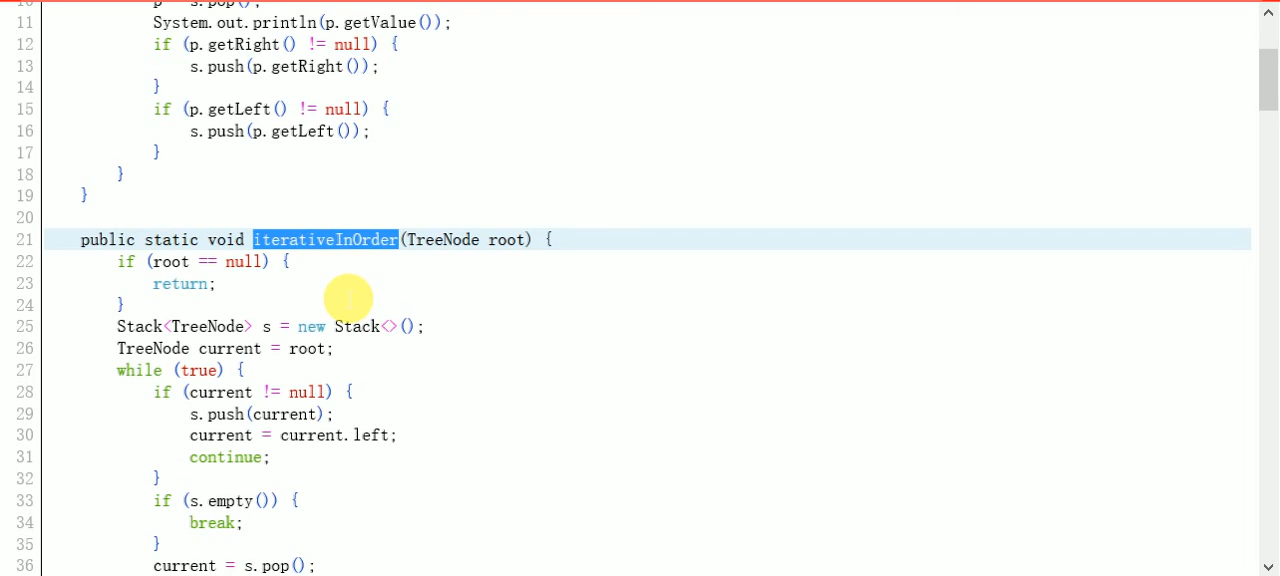 10 p = s.pop();
11 System.out.println(p.getValue());
12 if (p.getRight() != null) {
13 s.push(p.getRight());
14 }
15 if (p.getLeft() != null) {
16 s.push(p.getLeft());
17 }
18 }
19 }
20
21 public static void iterativeInOrder(TreeNode root) {
22 if (root == null) {
23 return;
24 }
25 Stack<TreeNode> s = new Stack<>();
26 TreeNode current = root;
27 while (true) {
28 if (current != null) {
29 s.push(current);
30 current = current.left;
31 continue;
32 }
33 if (s.empty()) {
34 break;
35 }
36 current = s.pop();